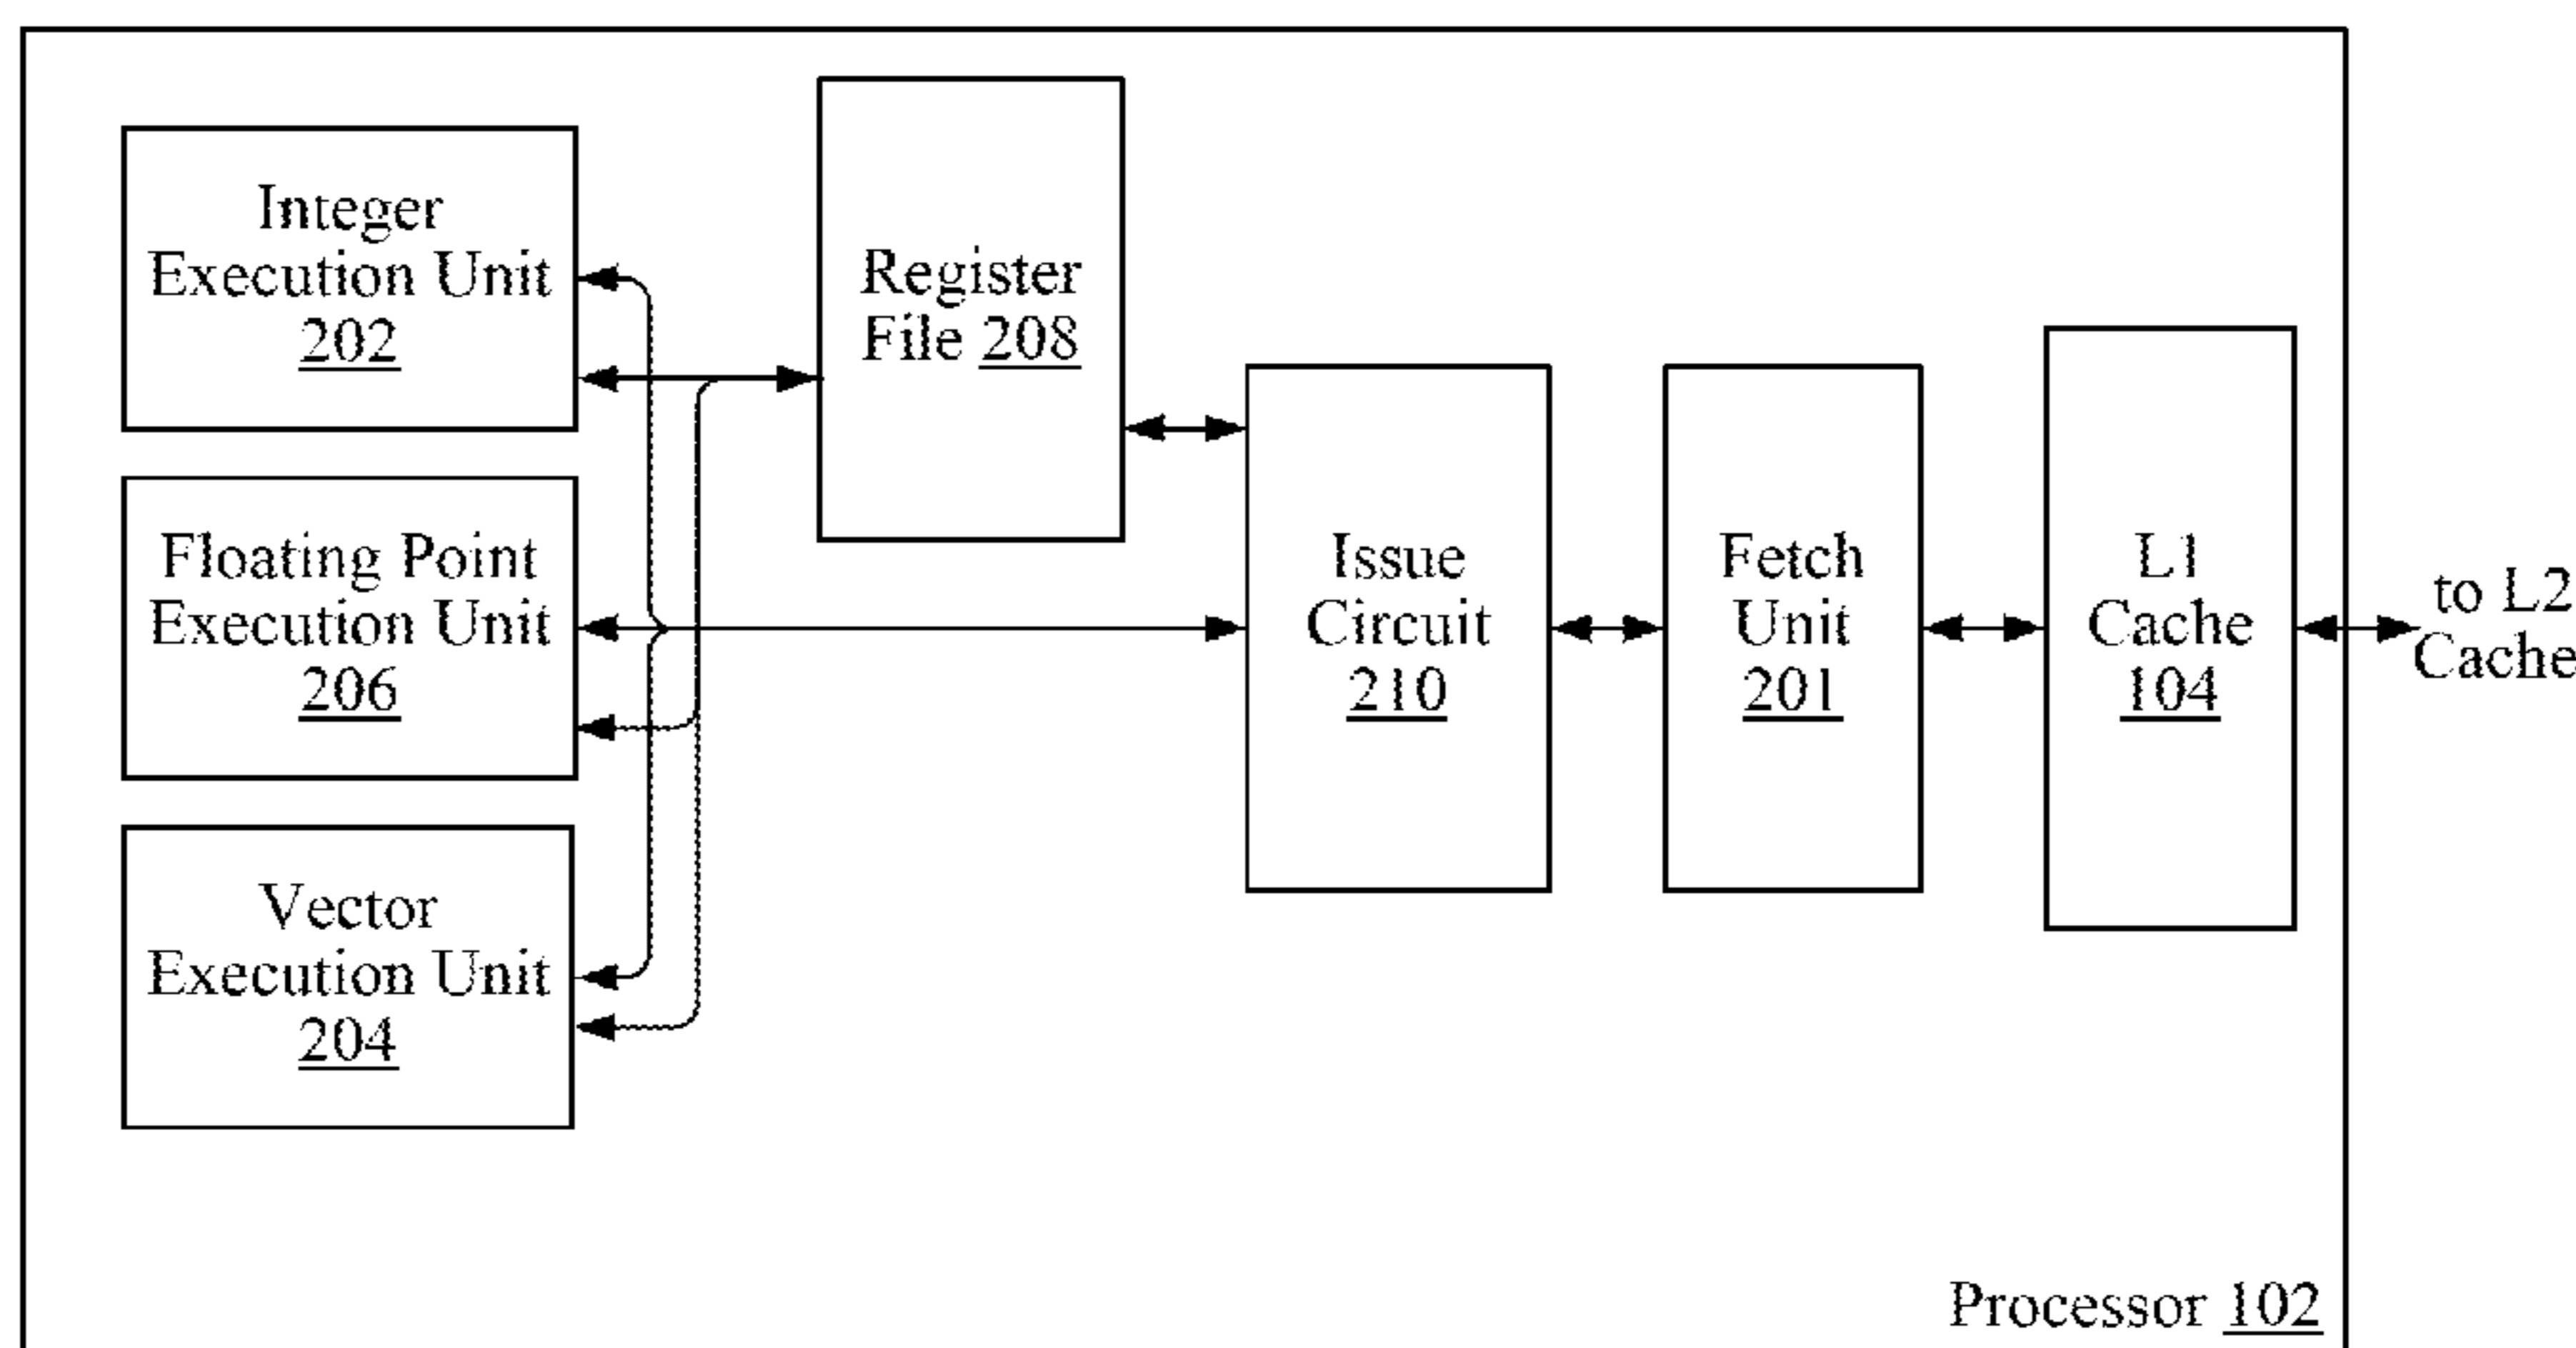 Integer
Execution Unit
202
Register
File 208
Floating Point
Execution Unit
206
Issue
Circuit
210
Fetch
Unit
201
L1
Cache
104
to L2
Cache
Vector
Execution Unit
204
Processor 102